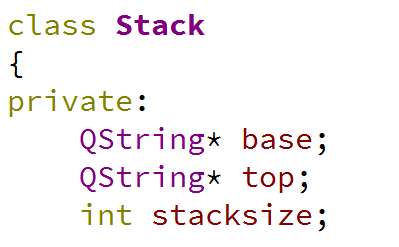 class Stack
{
private:
    QString* base;
    QString* top;
    int stacksize;